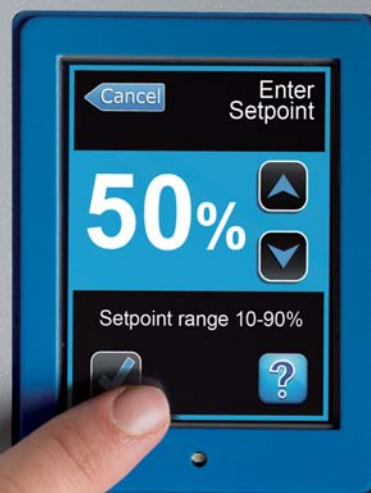 Cancel
Enter
Setpoint
50%
Setpoint range 10-90%
?